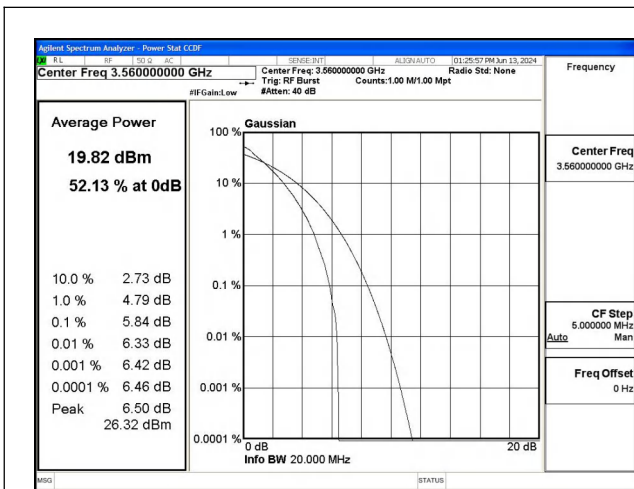 Agilent Spectrum Analyzer - Power Stat CCDF
RL RF 50 Ω AC SENSE:INT ALIGNAUTO 01:25:57 PM Jun 13, 2024
Center Freq 3.560000000 GHz
Center Freq: 3.560000000 GHz Radio Std: None
Trig: RF Burst Counts:1.00 M/1.00 Mpt
#IFGain:Low #Atten: 40 dB
Frequency
Average Power
19.82 dBm
52.13 % at 0dB
10.0 % 2.73 dB
1.0 % 4.79 dB
0.1 % 5.84 dB
0.01 % 6.33 dB
0.001 % 6.42 dB
0.0001 % 6.46 dB
Peak 6.50 dB
26.32 dBm
Gaussian
100 %
10 %
1 %
0.1 %
0.01 %
0.001 %
0.0001 %
0 dB 20 dB
Info BW 20.000 MHz
Center Freq
3.560000000 GHz
CF Step
5.000000 MHz
Auto Man
Freq Offset
0 Hz
MSG STATUS